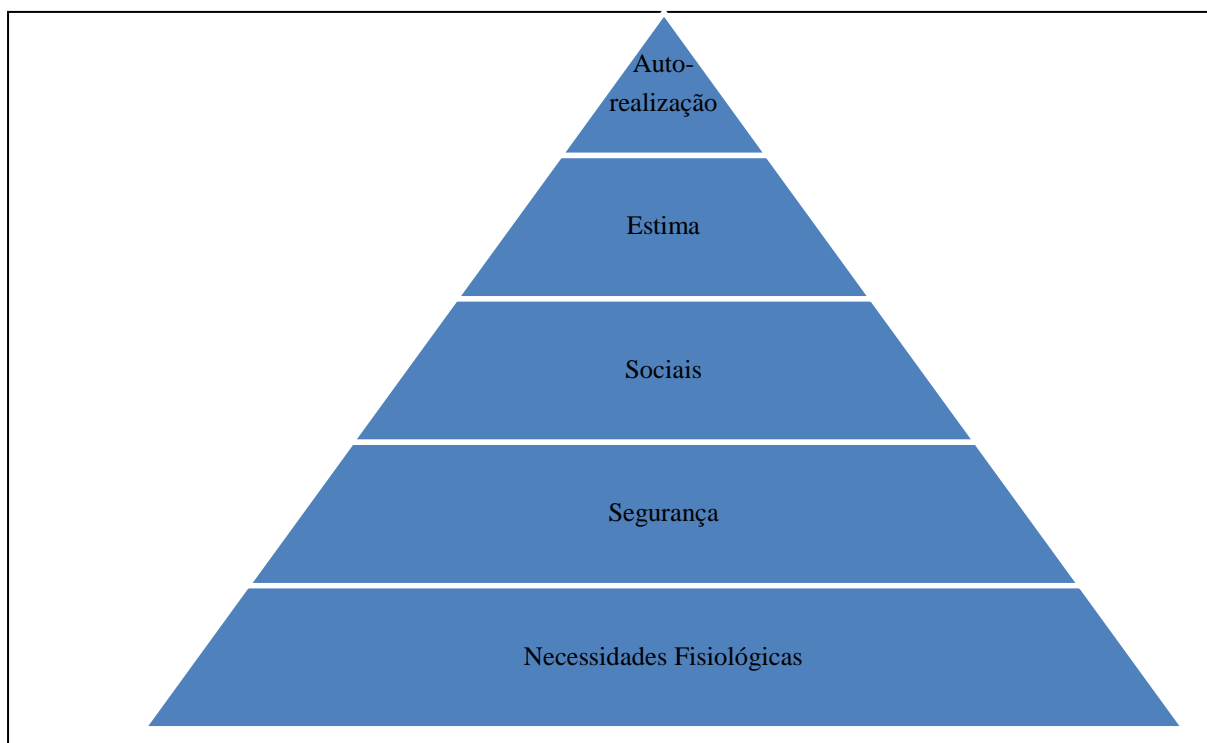 Auto-
realização
Estima
Sociais
Segurança
Necessidades Fisiológicas